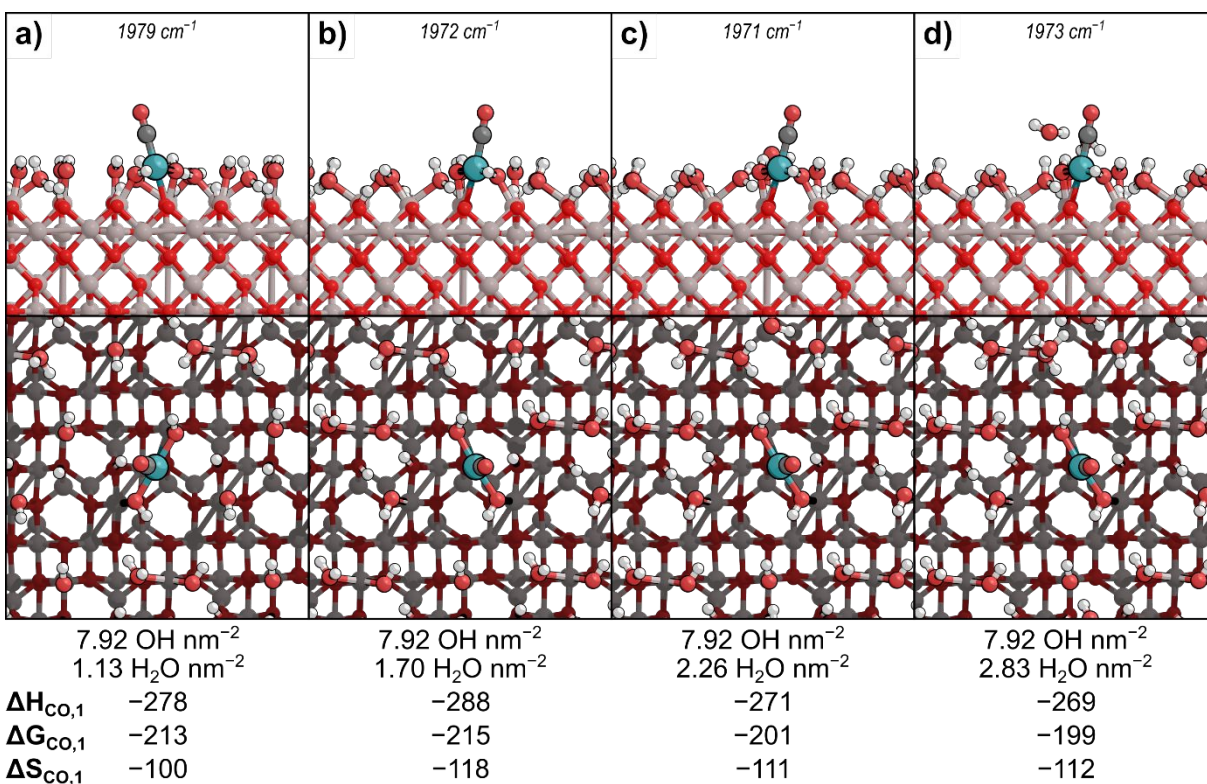 a) 1979 cm⁻¹ b) 1972 cm⁻¹ c) 1971 cm⁻¹ d) 1973 cm⁻¹
7.92 OH nm⁻² 7.92 OH nm⁻² 7.92 OH nm⁻² 7.92 OH nm⁻²
1.13 H₂O nm⁻² 1.70 H₂O nm⁻² 2.26 H₂O nm⁻² 2.83 H₂O nm⁻²
ΔH_CO,1 −278 −288 −271 −269
ΔG_CO,1 −213 −215 −201 −199
ΔS_CO,1 −100 −118 −111 −112